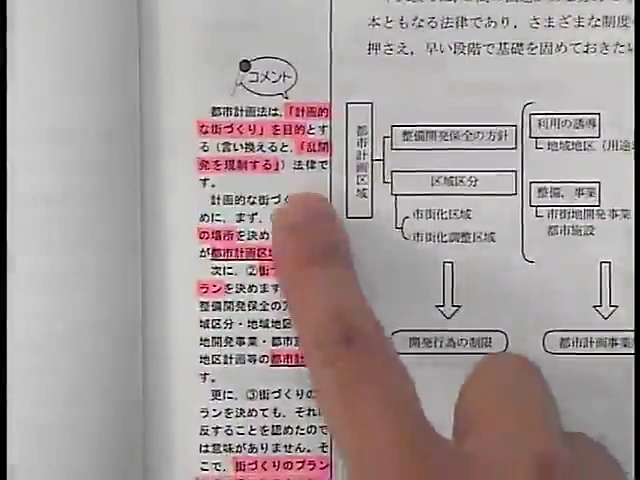 本ともなる法律であり、さまざまな制度
押さえ、早い段階で基礎を固めておきたい
コメント
都市計画法は、「計画的
な街づくり」を目的とす
る（言い換えると、「乱開
発を規制する」）法律で
す。
計画的な街づく
めに、まず、
の場所を決め
が都市計画区域
次に、②街
ランを決めます
整備開発保全の方
域区分・地域地区
地開発事業・都市
地区計画等の都市計
す。
更に、③街づくりの
ランを決めても、それに
反することを認めたので
は意味がありません。そ
こで、街づくりのプラン
都市計画区域
整備開発保全の方針
区域区分
市街化区域
市街化調整区域
開発行為の制限
利用の誘導
地域地区（用途
整備、事業
市街地開発事業
都市施設
都市計画事業